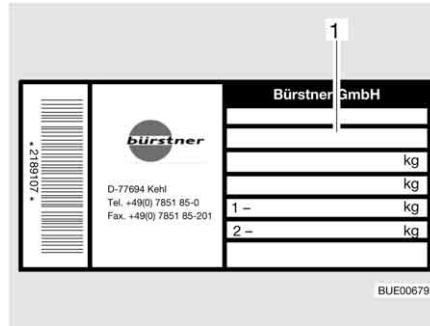 1
Bürstner GmbH
* 2189107 *
bürstner
D-77694 Kehl
Tel. +49(0) 7851 85-0
Fax. +49(0) 7851 85-201
kg
kg
1 – kg
2 – kg
BUE00679